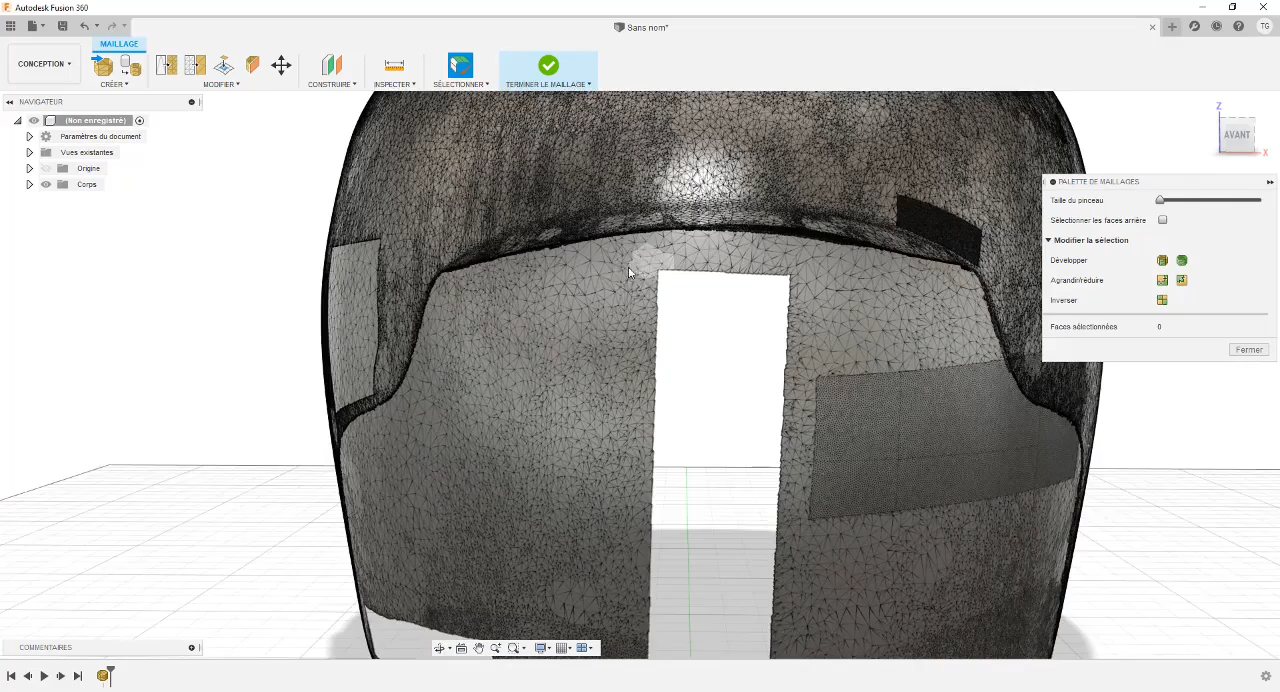 Autodesk Fusion 360
Sans nom*
TG
MAILLAGE
CONCEPTION
CRÉER
MODIFIER
CONSTRUIRE
INSPECTER
SÉLECTIONNER
TERMINER LE MAILLAGE
NAVIGATEUR
(Non enregistré)
Paramètres du document
Vues existantes
Origine
Corps
Z
AVANT
X
PALETTE DE MAILLAGES
Taille du pinceau
Sélectionner les faces arrière
Modifier la sélection
Développer
Agrandir/réduire
Inverser
Faces sélectionnées 0
Fermer
COMMENTAIRES